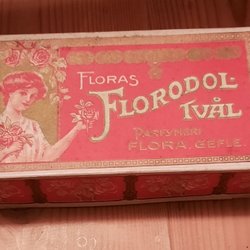 FLORAS
FLORODOL-
TVÅL
PARFYMERI
FLORA. GEFLE.